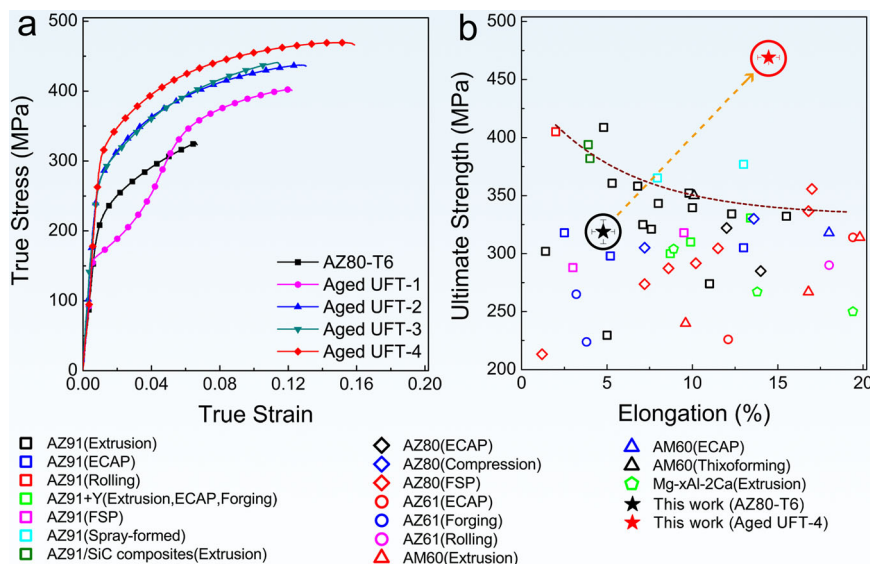 a
True Stress (MPa)
500
400
300
200
100
0
0.00
0.04
0.08
0.12
0.16
0.20
True Strain
AZ80-T6
Aged UFT-1
Aged UFT-2
Aged UFT-3
Aged UFT-4
b
Ultimate Strength (MPa)
500
450
400
350
300
250
200
0
5
10
15
20
Elongation (%)
AZ91(Extrusion)
AZ91(ECAP)
AZ91(Rolling)
AZ91+Y(Extrusion,ECAP,Forging)
AZ91(FSP)
AZ91(Spray-formed)
AZ91/SiC composites(Extrusion)
AZ80(ECAP)
AZ80(Compression)
AZ80(FSP)
AZ61(ECAP)
AZ61(Forging)
AZ61(Rolling)
AM60(Extrusion)
AM60(ECAP)
AM60(Thixoforming)
Mg-xAl-2Ca(Extrusion)
This work (AZ80-T6)
This work (Aged UFT-4)